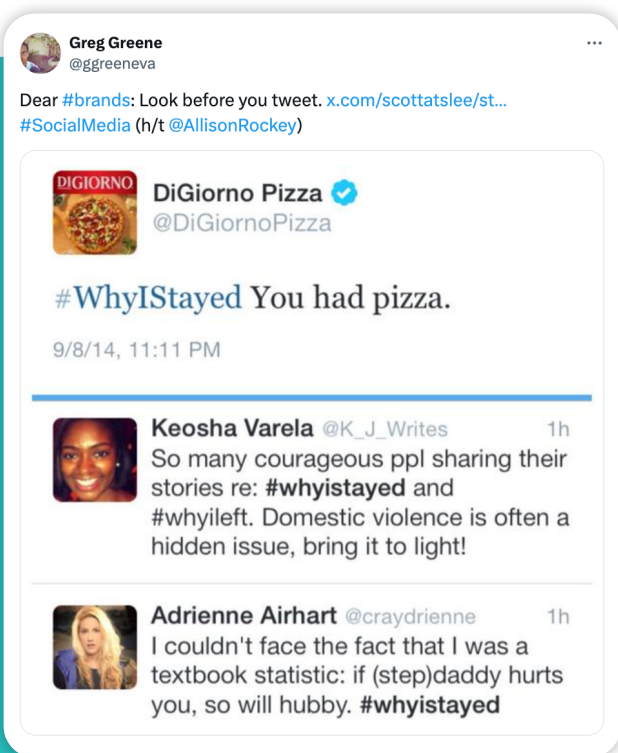 Greg Greene
@ggreeneva
Dear #brands: Look before you tweet. x.com/scottatslee/st...
#SocialMedia (h/t @AllisonRockey)
DIGIORNO
DiGiorno Pizza
@DiGiornoPizza
#WhyIStayed You had pizza.
9/8/14, 11:11 PM
Keosha Varela @K_J_Writes 1h
So many courageous ppl sharing their
stories re: #whyistayed and
#whyileft. Domestic violence is often a
hidden issue, bring it to light!
Adrienne Airhart @craydrienne 1h
I couldn't face the fact that I was a
textbook statistic: if (step)daddy hurts
you, so will hubby. #whyistayed